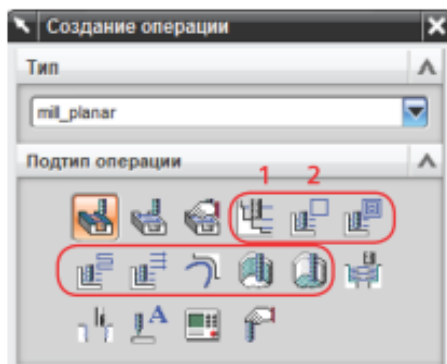 Создание операции
Тип
mill_planar
Подтип операции
1 2
A